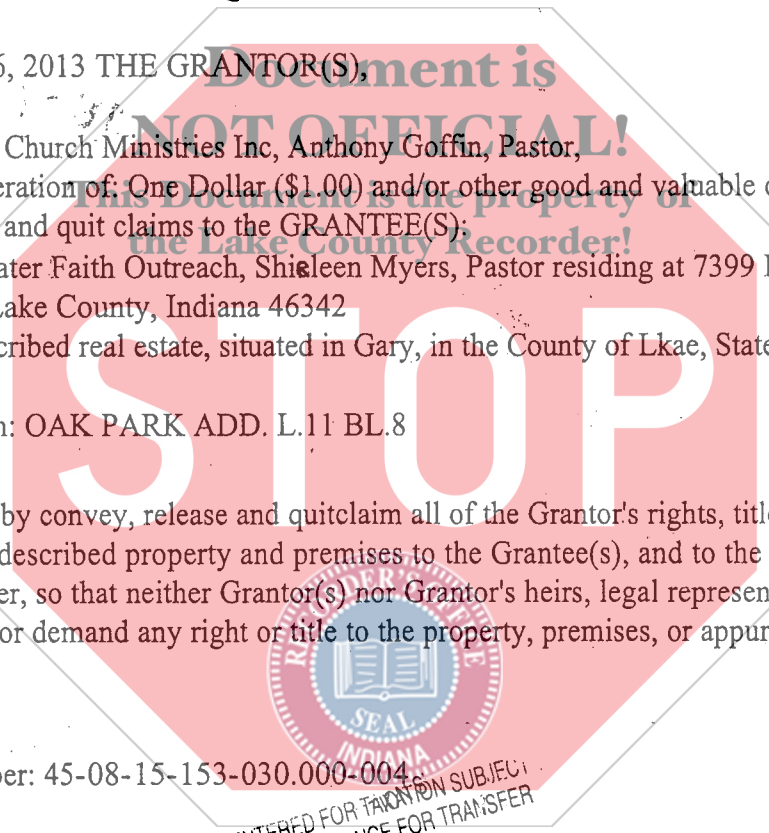 6, 2013 THE GRANTOR(S),
Document is
NOT OFFICIAL!
This Document is the property of
the Lake County Recorder!
Church Ministries Inc, Anthony Goffin, Pastor,
eration of: One Dollar ($1.00) and/or other good and valuable
and quit claims to the GRANTEE(S):
ater Faith Outreach, Shieleen Myers, Pastor residing at 7399
Lake County, Indiana 46342
cribed real estate, situated in Gary, in the County of Lkae, State
STOP
n: OAK PARK ADD. L.11 BL.8
by convey, release and quitclaim all of the Grantor's rights, title
described property and premises to the Grantee(s), and to the
er, so that neither Grantor(s) nor Grantor's heirs, legal represen
or demand any right or title to the property, premises, or appur
RECORDER'S OFFICE
SEAL
INDIANA
ber: 45-08-15-153-030.000-004
ENTERED FOR TAXATION SUBJECT
FOR TRANSFER